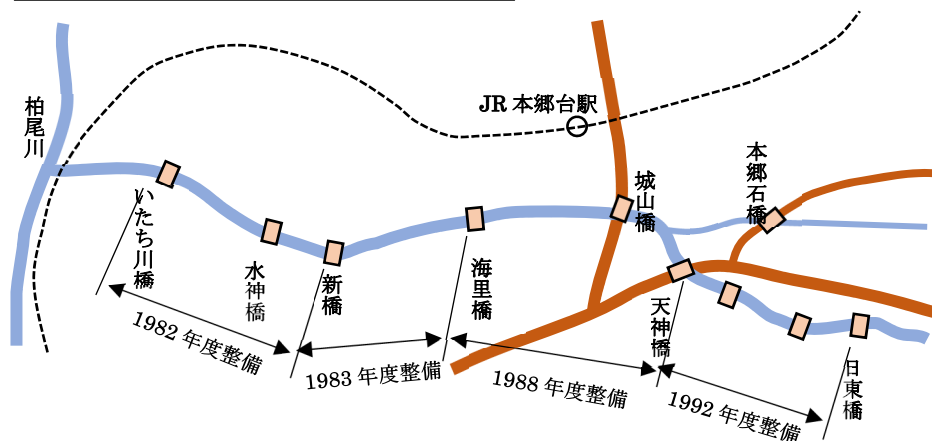 柏尾川
いたち川橋
水神橋
新橋
海里橋
JR 本郷台駅
城山橋
本郷石橋
天神橋
日東橋
1982 年度整備
1983 年度整備
1988 年度整備
1992 年度整備